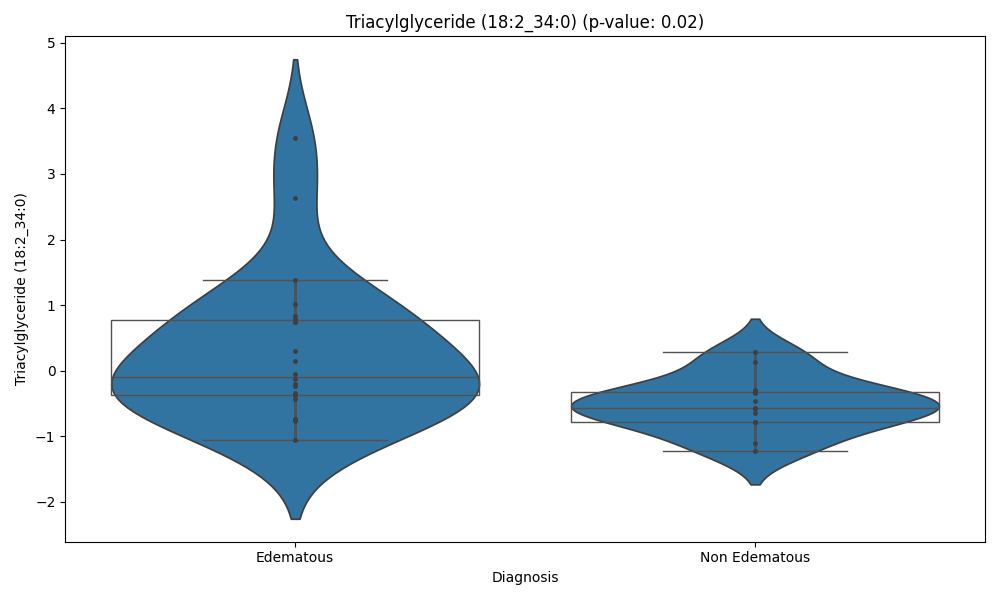 Triacylglyceride (18:2_34:0) (p-value: 0.02)
Triacylglyceride (18:2_34:0)
5
4
3
2
1
0
−1
−2
Edematous
Non Edematous
Diagnosis